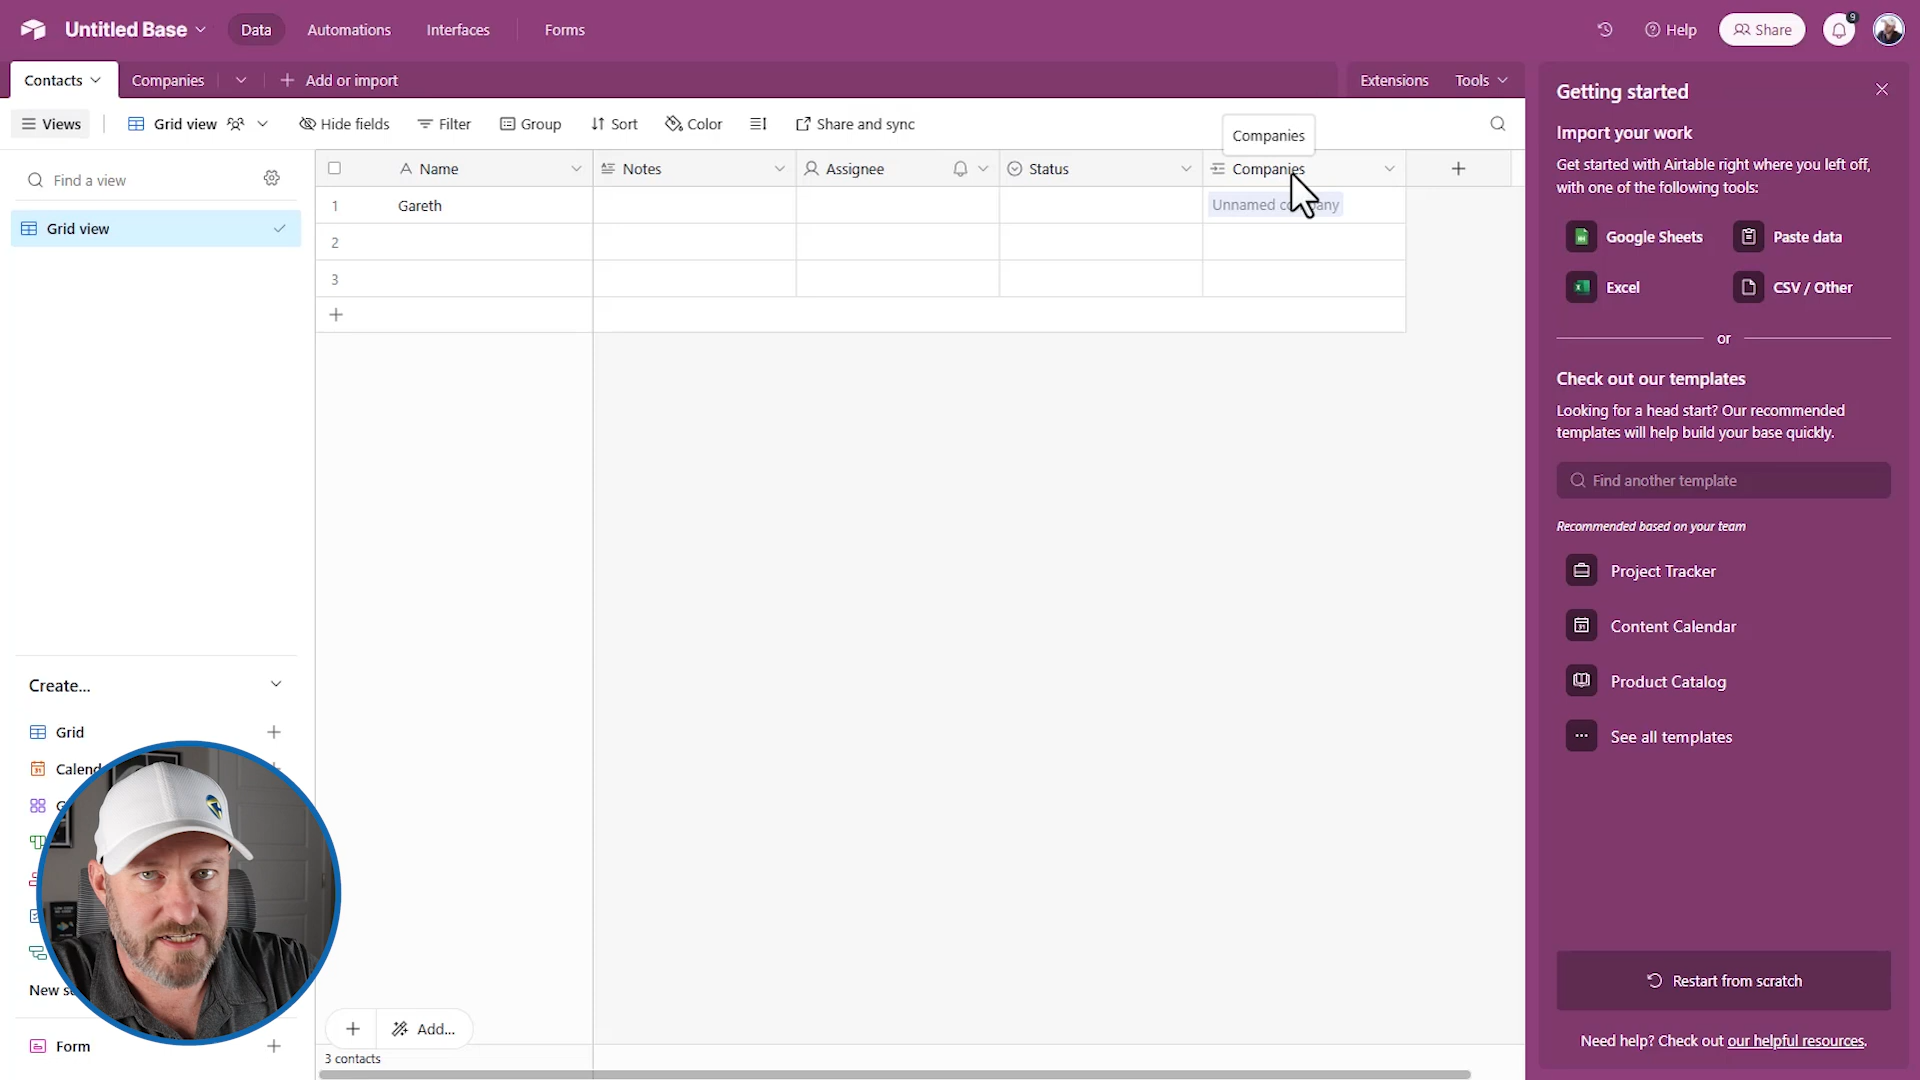 Untitled Base
Data
Automations
Interfaces
Forms
Help
Share
9
Contacts
Companies
Add or import
Extensions
Tools
Views
Grid view
Hide fields
Filter
Group
Sort
Color
Share and sync
Companies
Find a view
Grid view
Name
Notes
Assignee
Status
Companies
1
Gareth
Unnamed company
2
3
Create...
Grid
Calend
G
New s
Form
Add...
3 contacts
Getting started
Import your work
Get started with Airtable right where you left off,
with one of the following tools:
Google Sheets
Paste data
Excel
CSV / Other
or
Check out our templates
Looking for a head start? Our recommended
templates will help build your base quickly.
Find another template
Recommended based on your team
Project Tracker
Content Calendar
Product Catalog
See all templates
Restart from scratch
Need help? Check out our helpful resources.